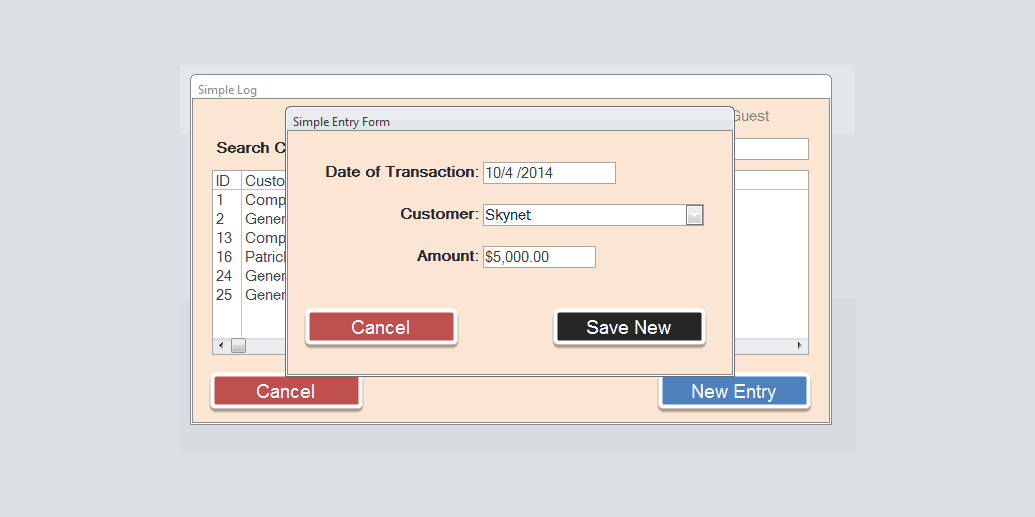 Simple Log
Guest
Search C
ID Custo
1 Comp
2 Gener
13 Comp
16 Patric
24 Gener
25 Gener
Cancel
New Entry
Simple Entry Form
Date of Transaction: 10/4 /2014
Customer: Skynet
Amount: $5,000.00
Cancel
Save New